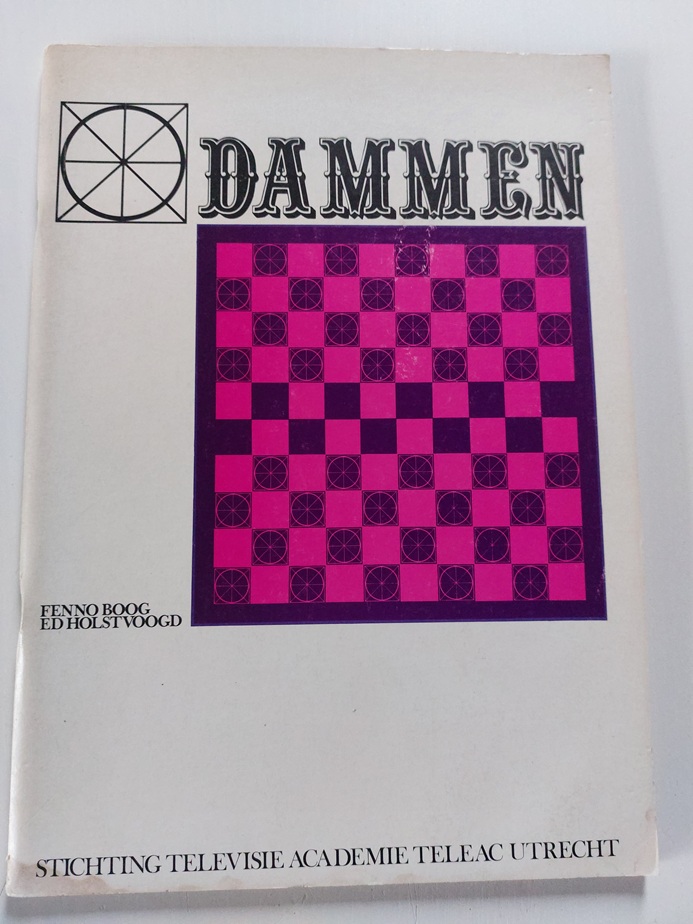 DAMMEN
FENNO BOOG
ED HOLSTVOOGD
STICHTING TELEVISIE ACADEMIE TELEAC UTRECHT